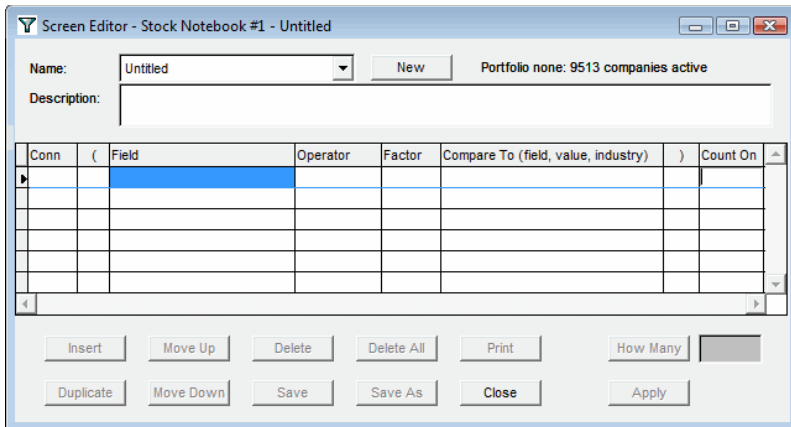 Screen Editor - Stock Notebook #1 - Untitled
Name: Untitled New Portfolio none: 9513 companies active
Description:
Conn ( Field Operator Factor Compare To (field, value, industry) ) Count On
Insert Move Up Delete Delete All Print How Many
Duplicate Move Down Save Save As Close Apply